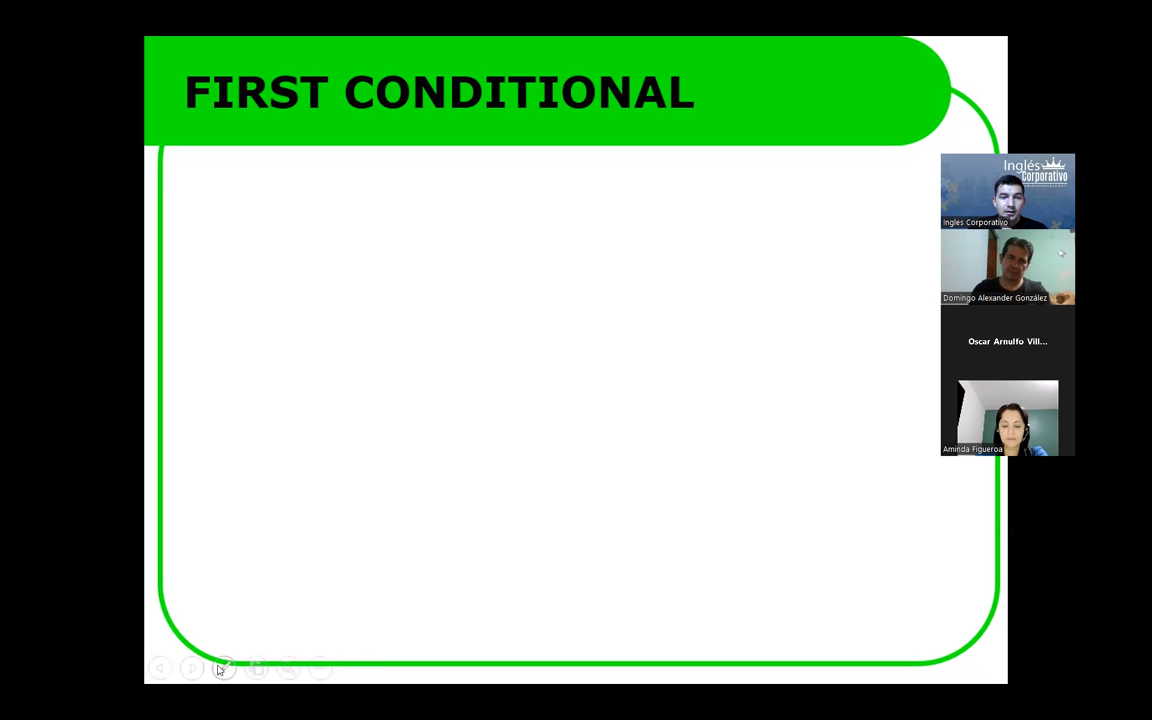 FIRST CONDITIONAL
Inglés
Corporativo
Ingles Corporativo
Domingo Alexander González
Oscar Arnulfo Vill...
Aminda Figueroa